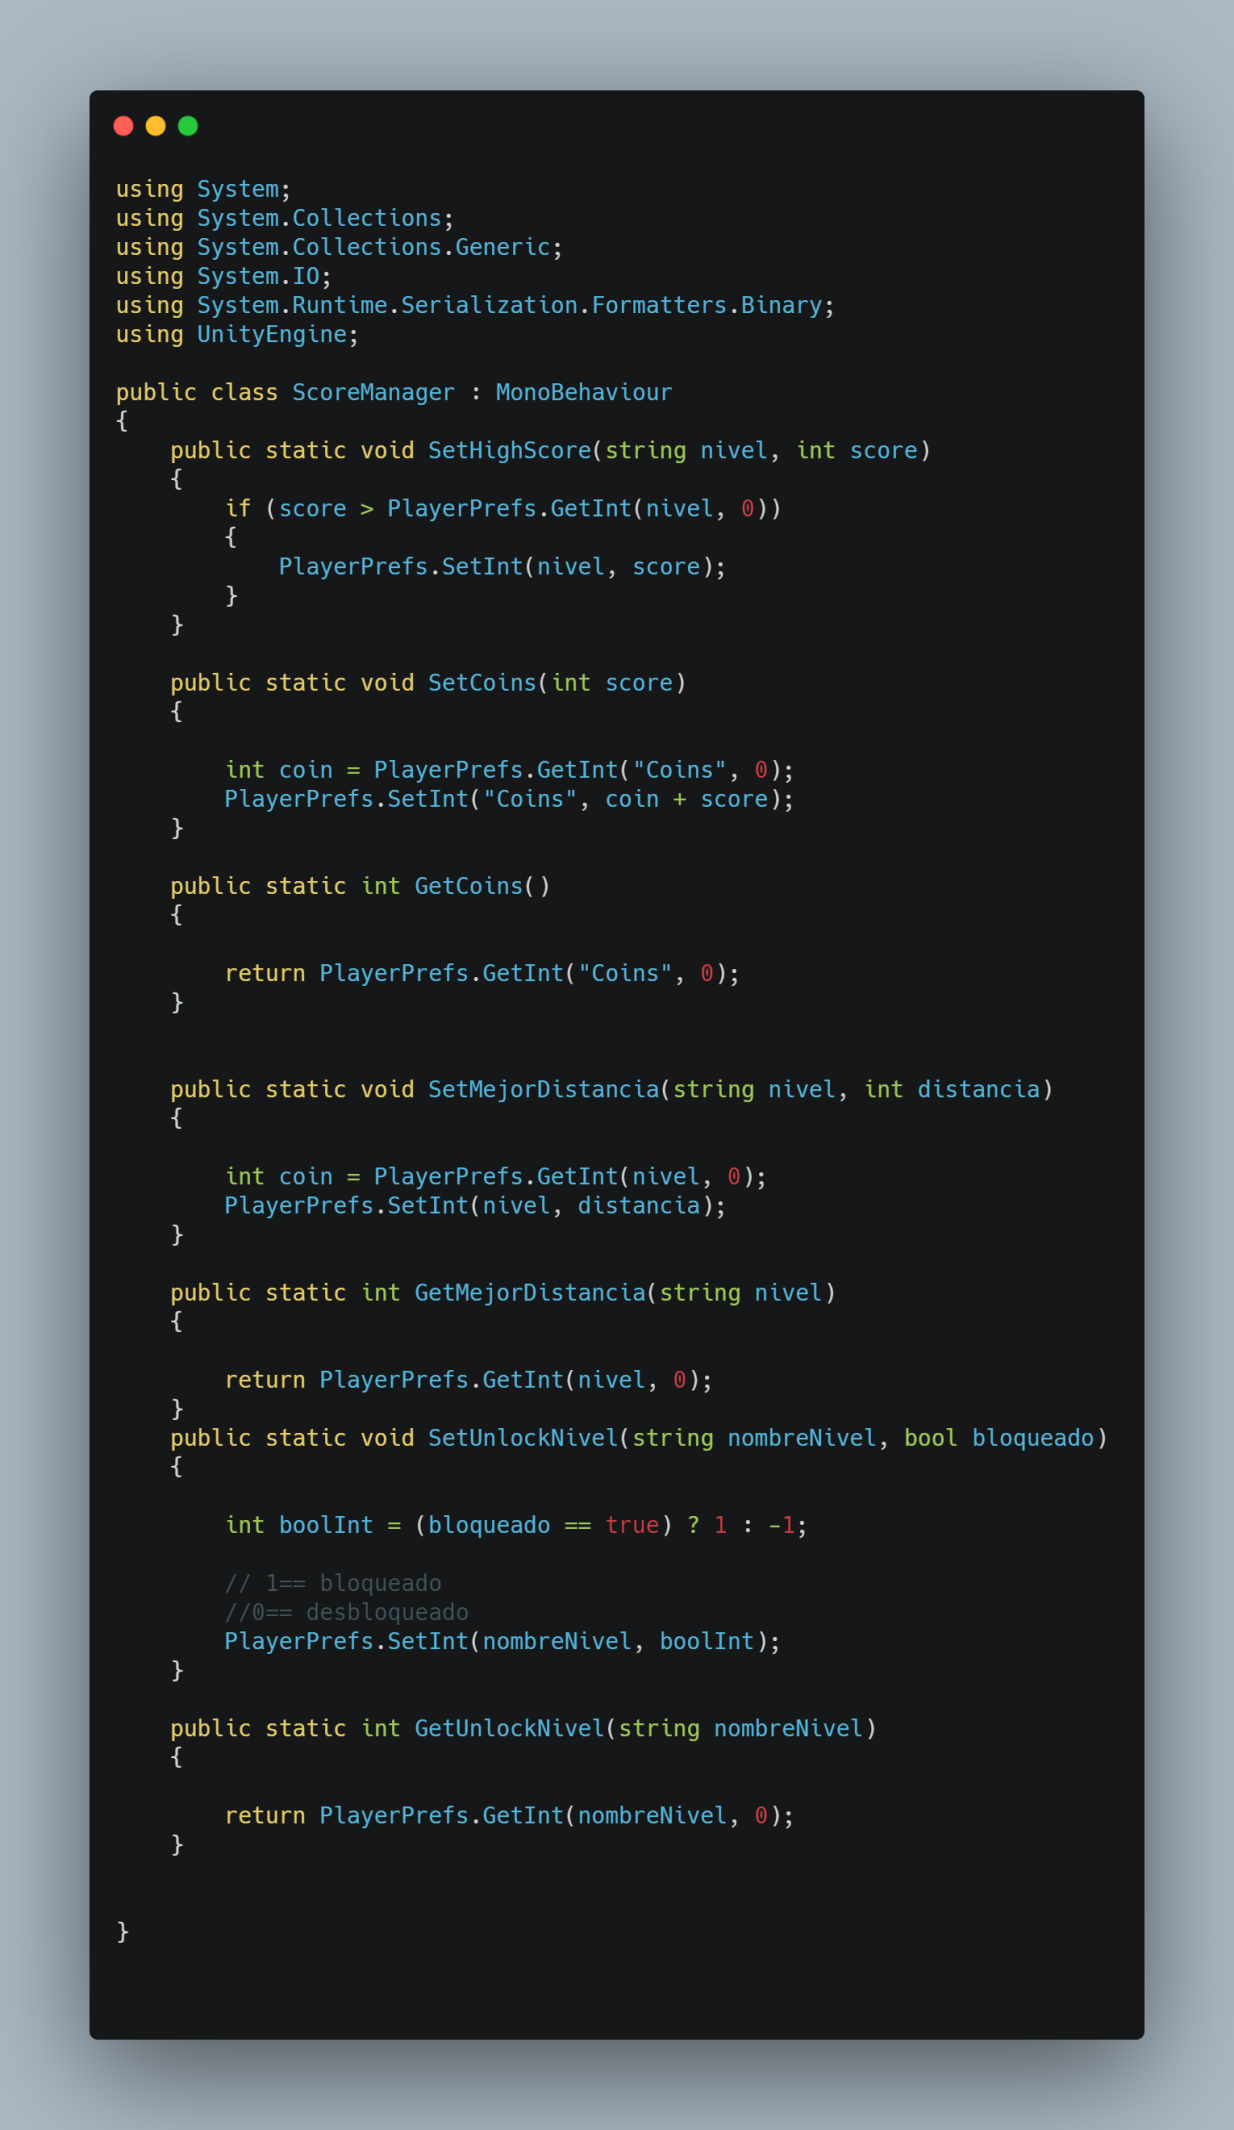 using System;
using System.Collections;
using System.Collections.Generic;
using System.IO;
using System.Runtime.Serialization.Formatters.Binary;
using UnityEngine;

public class ScoreManager : MonoBehaviour
{
    public static void SetHighScore(string nivel, int score)
    {
        if (score > PlayerPrefs.GetInt(nivel, 0))
        {
            PlayerPrefs.SetInt(nivel, score);
        }
    }

    public static void SetCoins(int score)
    {

        int coin = PlayerPrefs.GetInt("Coins", 0);
        PlayerPrefs.SetInt("Coins", coin + score);
    }

    public static int GetCoins()
    {

        return PlayerPrefs.GetInt("Coins", 0);
    }


    public static void SetMejorDistancia(string nivel, int distancia)
    {

        int coin = PlayerPrefs.GetInt(nivel, 0);
        PlayerPrefs.SetInt(nivel, distancia);
    }

    public static int GetMejorDistancia(string nivel)
    {

        return PlayerPrefs.GetInt(nivel, 0);
    }
    public static void SetUnlockNivel(string nombreNivel, bool bloqueado)
    {

        int boolInt = (bloqueado == true) ? 1 : -1;

        // 1== bloqueado
        //0== desbloqueado
        PlayerPrefs.SetInt(nombreNivel, boolInt);
    }

    public static int GetUnlockNivel(string nombreNivel)
    {

        return PlayerPrefs.GetInt(nombreNivel, 0);
    }


}